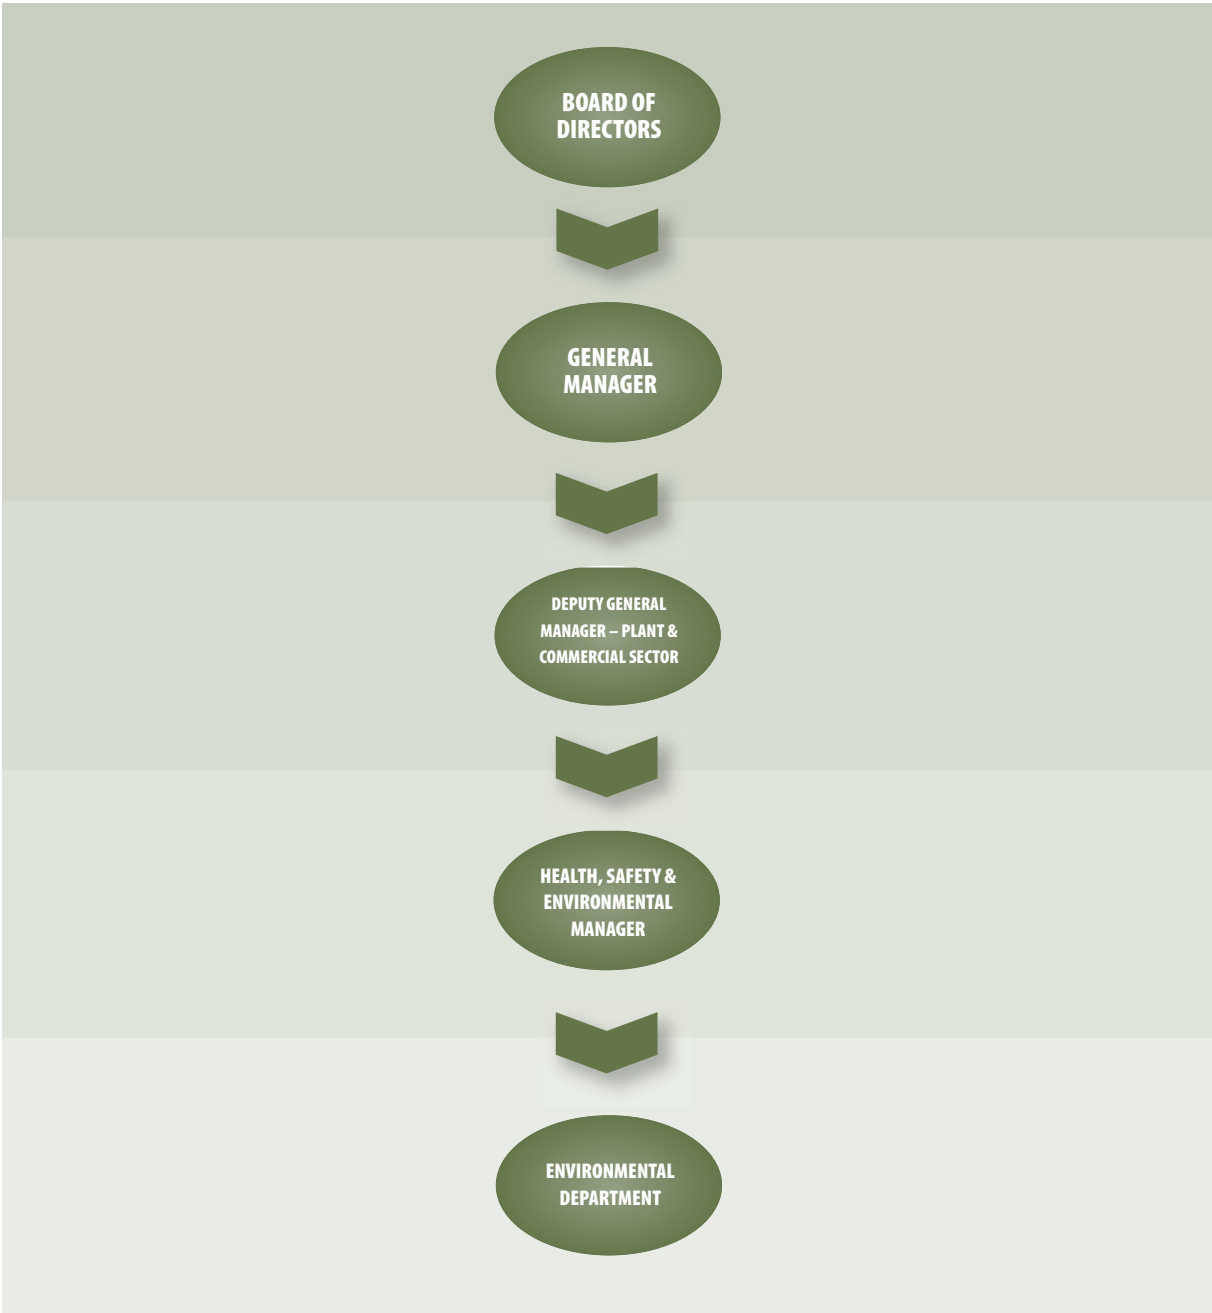 BOARD OF
DIRECTORS
GENERAL
MANAGER
DEPUTY GENERAL
MANAGER – PLANT &
COMMERCIAL SECTOR
HEALTH, SAFETY &
ENVIRONMENTAL
MANAGER
ENVIRONMENTAL
DEPARTMENT